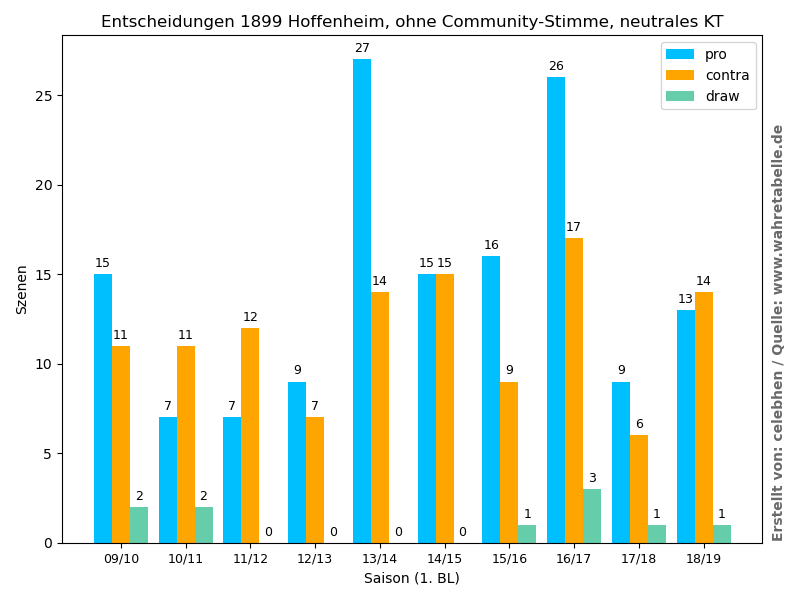 Entscheidungen 1899 Hoffenheim, ohne Community-Stimme, neutrales KT
pro
contra
draw
Szenen
25
20
15
10
5
0
15 11 2
7 11 2
7 12 0
9 7 0
27 14 0
15 15 0
16 9 1
26 17 3
9 6 1
13 14 1
09/10 10/11 11/12 12/13 13/14 14/15 15/16 16/17 17/18 18/19
Saison (1. BL)
Erstellt von: celebhen / Quelle: www.wahretabelle.de